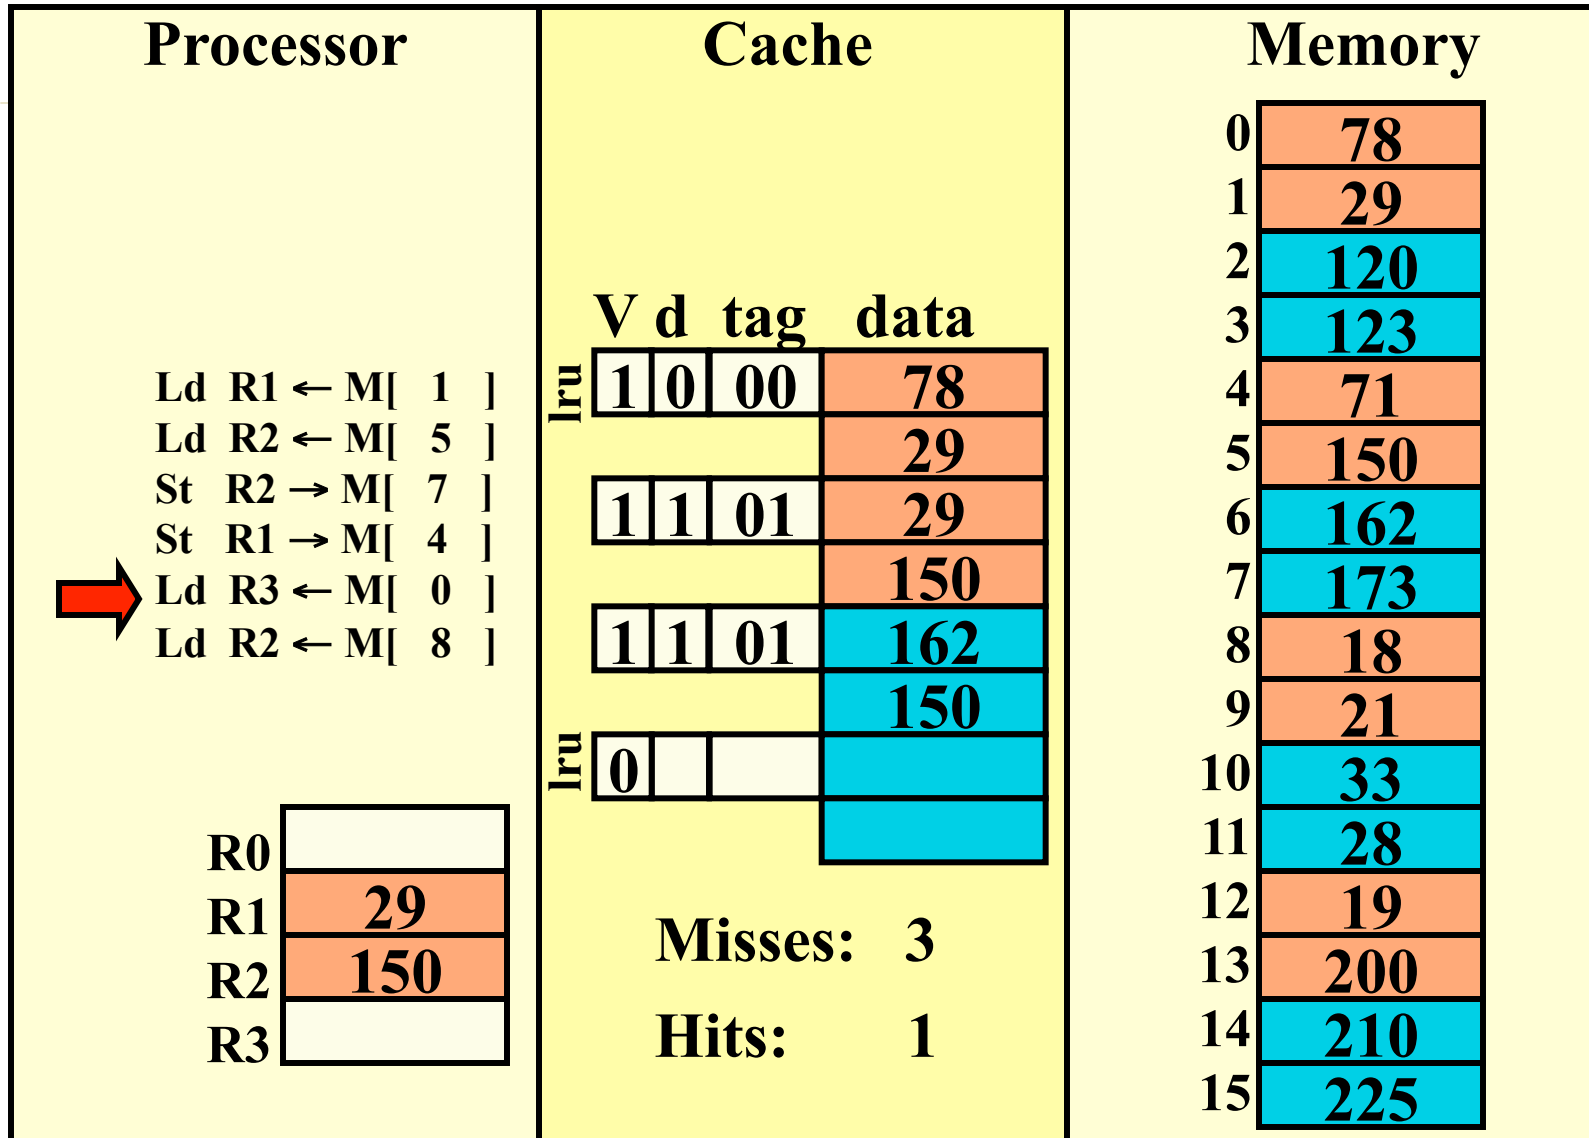 Processor
Ld R1 ← M[ 1 ]
Ld R2 ← M[ 5 ]
St R2 → M[ 7 ]
St R1 → M[ 4 ]
Ld R3 ← M[ 0 ]
Ld R2 ← M[ 8 ]
R0
R1 29
R2 150
R3
Cache
V d tag data
lru 1 0 00 78
29
1 1 01 29
150
1 1 01 162
150
lru 0
Misses: 3
Hits: 1
Memory
0 78
1 29
2 120
3 123
4 71
5 150
6 162
7 173
8 18
9 21
10 33
11 28
12 19
13 200
14 210
15 225